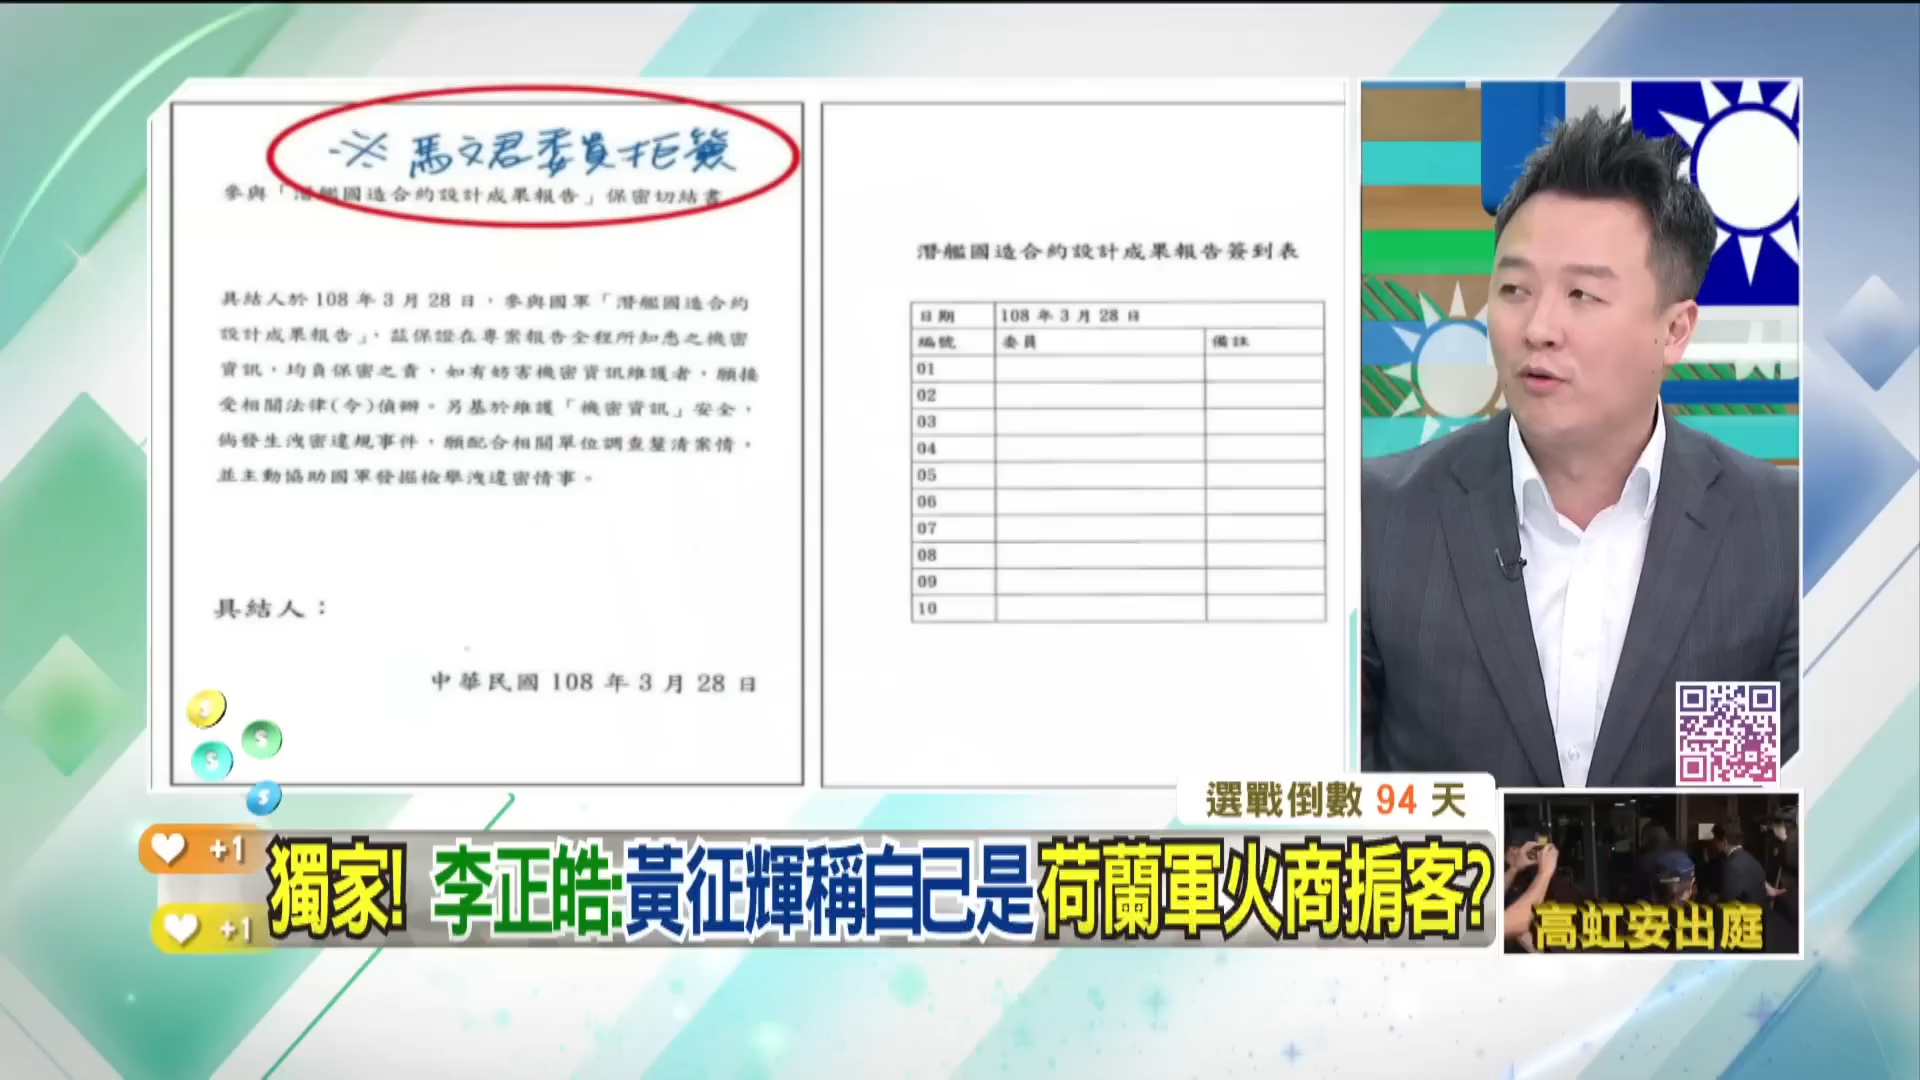 ※馬文君委員拒簽
參與「潛艦國造合約設計成果報告」保密切結書
具結人於 108 年 3 月 28 日，參與國軍「潛艦國造合約
設計成果報告」，茲保證在專案報告全程所知悉之機密
資訊，均負保密之責，如有妨害機密資訊維護者，願接
受相關法律(令)偵辦。另基於維護「機密資訊」安全，
倘發生洩密違規事件，願配合相關單位調查釐清案情，
並主動協助國軍發掘檢舉洩違密情事。
具結人：
中華民國 108 年 3 月 28 日
潛艦國造合約設計成果報告簽到表
日期 108 年 3 月 28 日
編號 委員 備註
01
02
03
04
05
06
07
08
09
10
S
S
S
S
選戰倒數 94 天
+1
+1
獨家! 李正皓:黃征輝稱自己是荷蘭軍火商掮客?
高虹安出庭